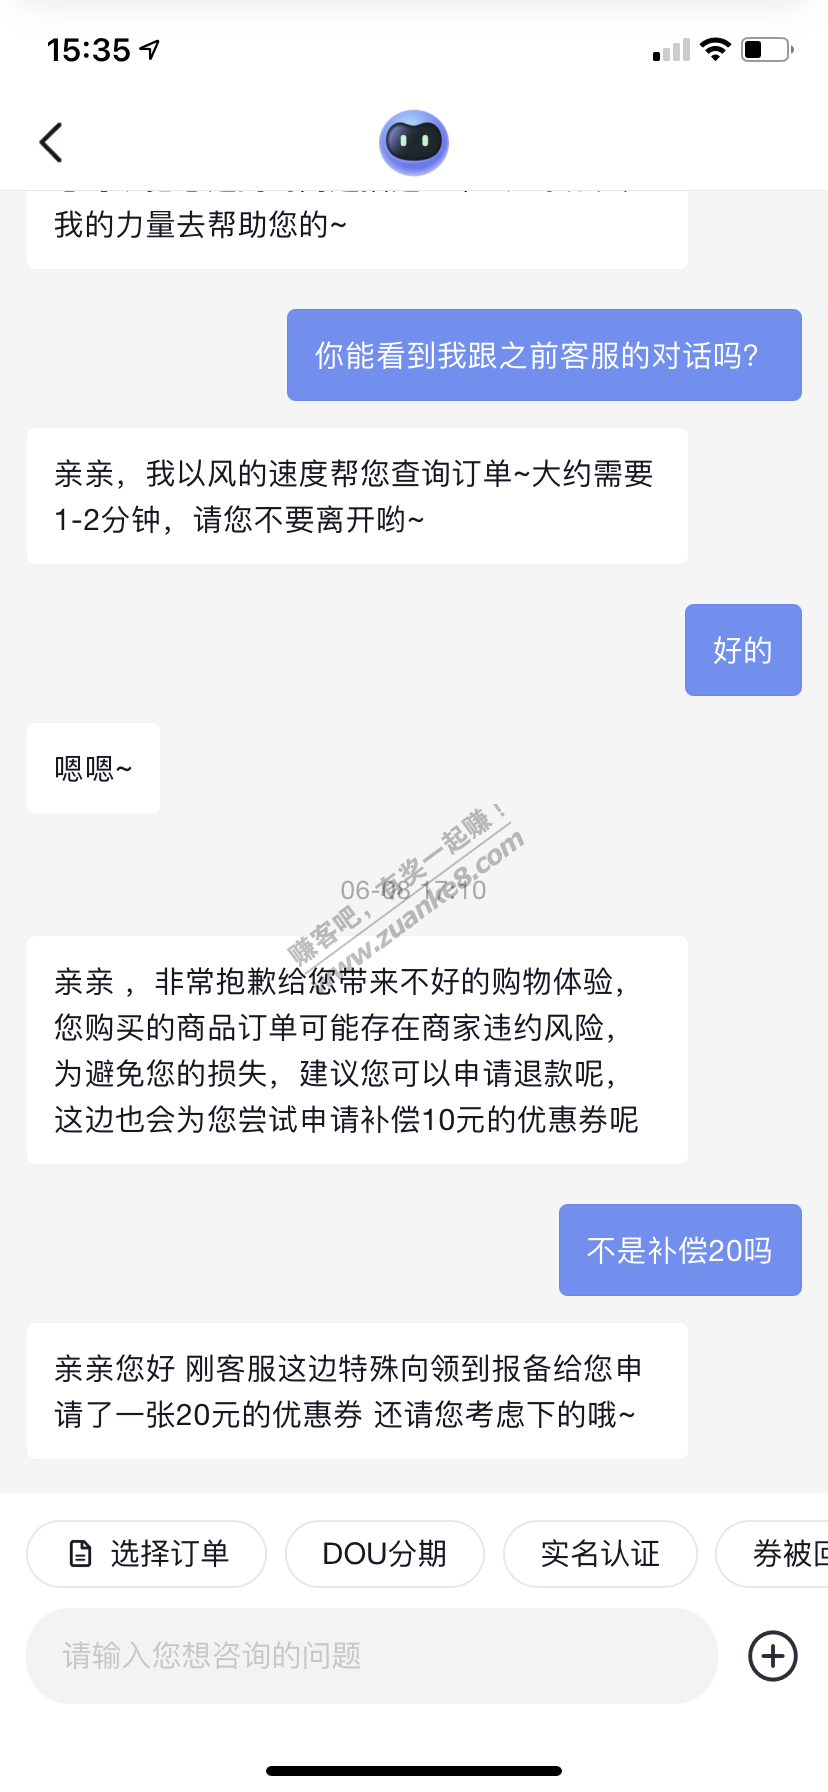 15:35
我的力量去帮助您的~
你能看到我跟之前客服的对话吗?
亲亲，我以风的速度帮您查询订单~大约需要
1-2分钟，请您不要离开哟~
好的
嗯嗯~
06-08 17:10
赚客吧，有奖一起赚！
www.zuanke8.com
亲亲 ，非常抱歉给您带来不好的购物体验，
您购买的商品订单可能存在商家违约风险，
为避免您的损失，建议您可以申请退款呢，
这边也会为您尝试申请补偿10元的优惠券呢
不是补偿20吗
亲亲您好 刚客服这边特殊向领到报备给您申
请了一张20元的优惠券 还请您考虑下的哦~
选择订单
DOU分期
实名认证
券被回
请输入您想咨询的问题